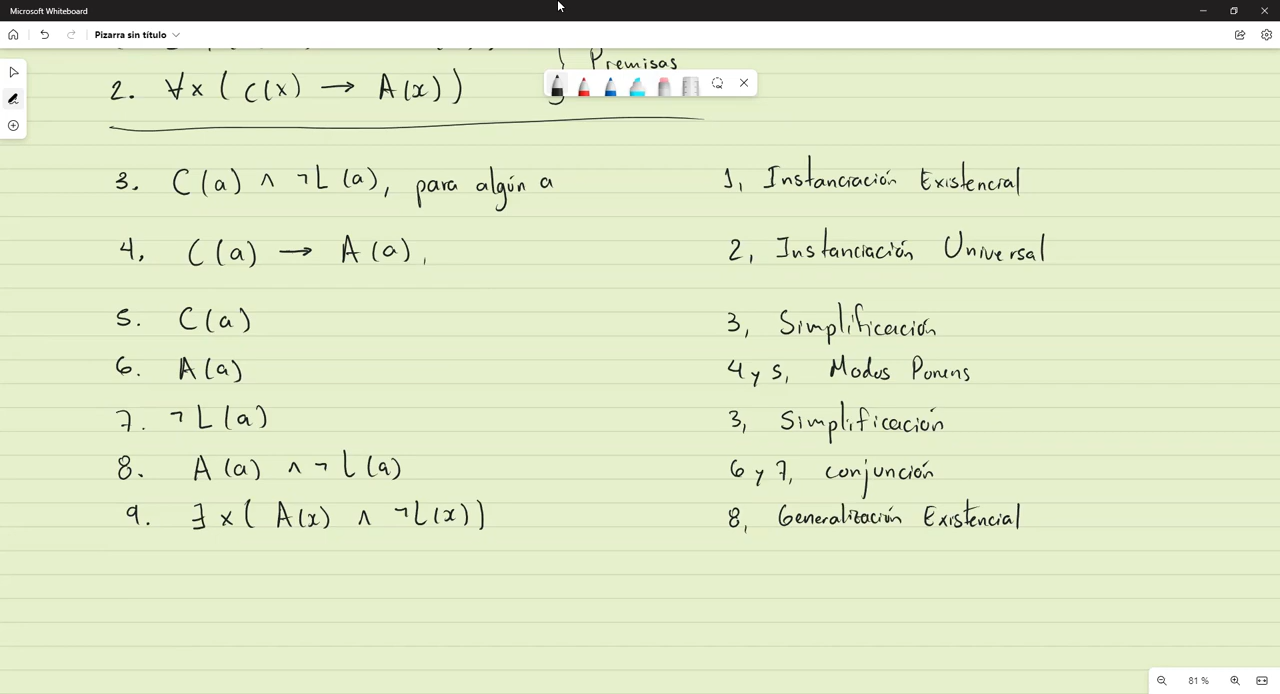 Microsoft Whiteboard
Pizarra sin título
Premisas
2. ∀x ( C(x) → A(x) )
3. C(a) ∧ ¬L(a), para algún a 1, Instanciación Existencial
4, C(a) → A(a), 2, Instanciación Universal
5. C(a) 3, Simplificación
6. A(a) 4 y 5, Modos Ponens
7. ¬L(a) 3, Simplificación
8. A(a) ∧ ¬L(a) 6 y 7, conjunción
9. ∃x( A(x) ∧ ¬L(x)) 8, Generalización Existencial
81 %